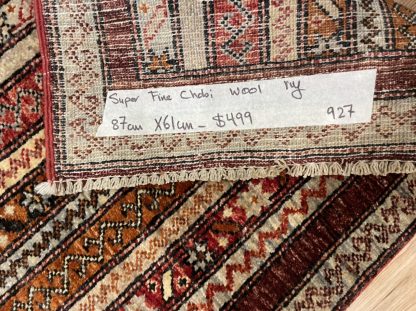 Super Fine Chobi wool rug
87cm X61cm - $499 927